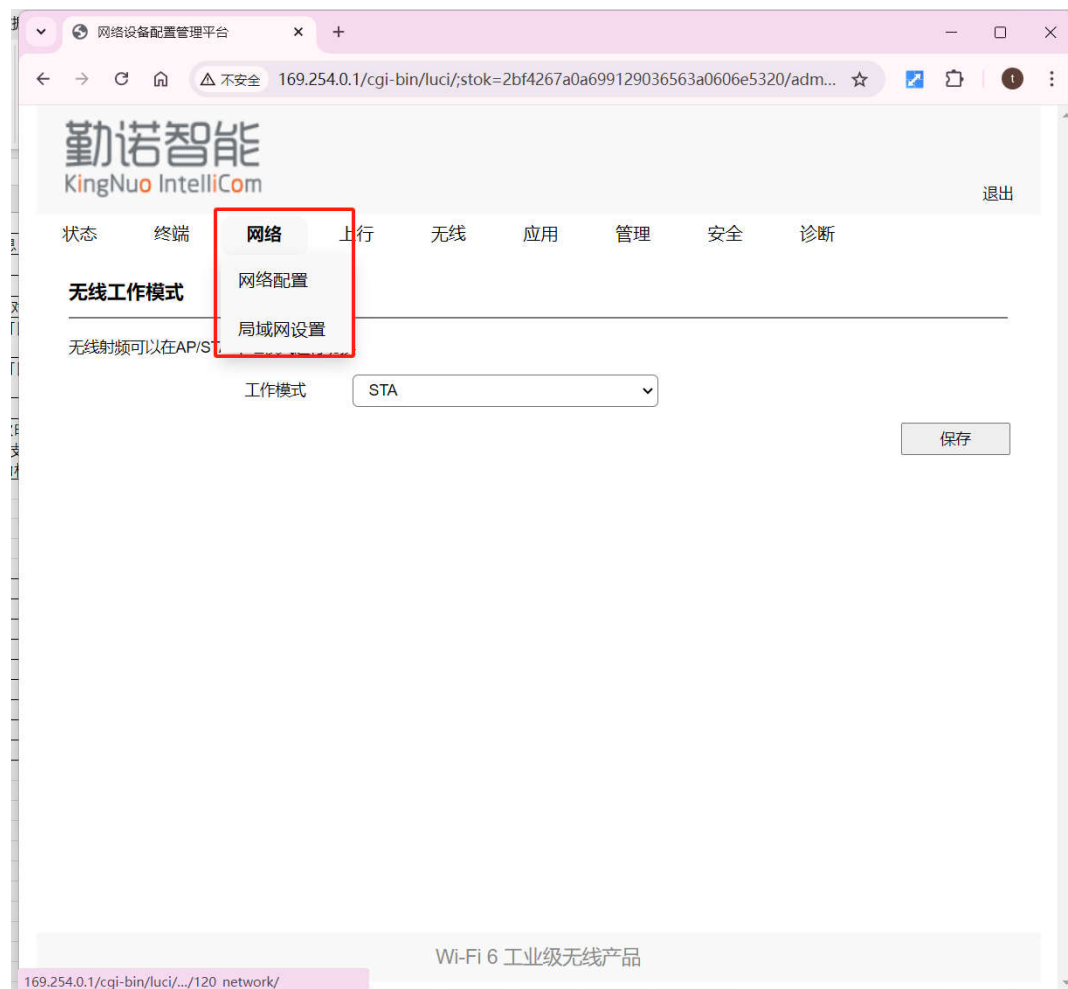 网络设备配置管理平台
不安全 169.254.0.1/cgi-bin/luci/;stok=2bf4267a0a699129036563a0606e5320/adm...
t
勤诺智能
KingNuo IntelliCom
退出
状态 终端 网络 上行 无线 应用 管理 安全 诊断
网络配置
无线工作模式
局域网设置
无线射频可以在AP/ST
工作模式 STA
保存
Wi-Fi 6 工业级无线产品
169.254.0.1/cgi-bin/luci/.../120_network/